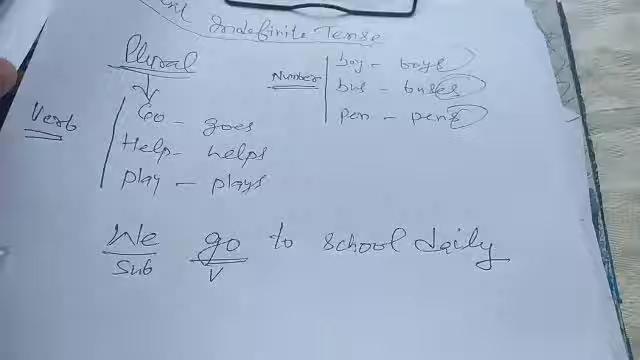 Indefinite Tense
Plural
Verb
Go - goes
Help - helps
play - plays
Number
boy - boys
bus - buses
pen - pens
We go to school daily
Sub V